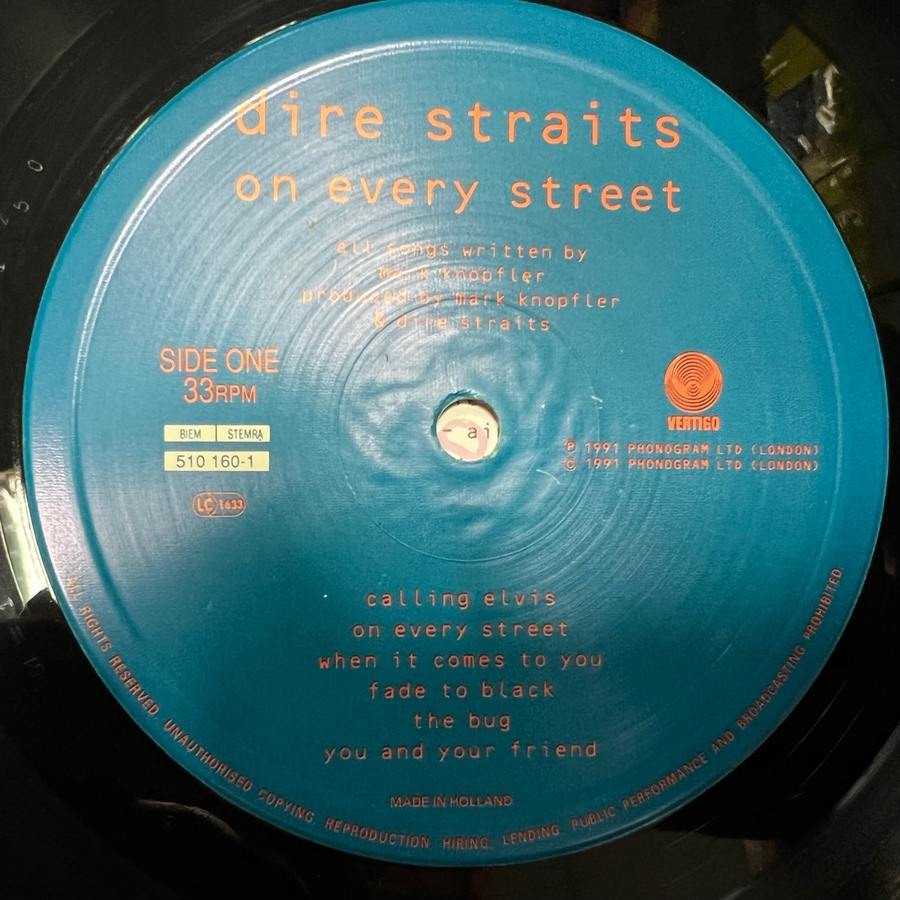 dire straits
on every street
all songs written by
mark knopfler
produced by mark knopfler
& dire straits
SIDE ONE
33RPM
BIEM STEMRA
510 160-1
LC 1633
VERTIGO
℗ 1991 PHONOGRAM LTD (LONDON)
© 1991 PHONOGRAM LTD (LONDON)
ai
calling elvis
on every street
when it comes to you
fade to black
the bug
you and your friend
MADE IN HOLLAND
ALL RIGHTS RESERVED. UNAUTHORISED COPYING, REPRODUCTION HIRING, LENDING, PUBLIC PERFORMANCE AND BROADCASTING PROHIBITED.